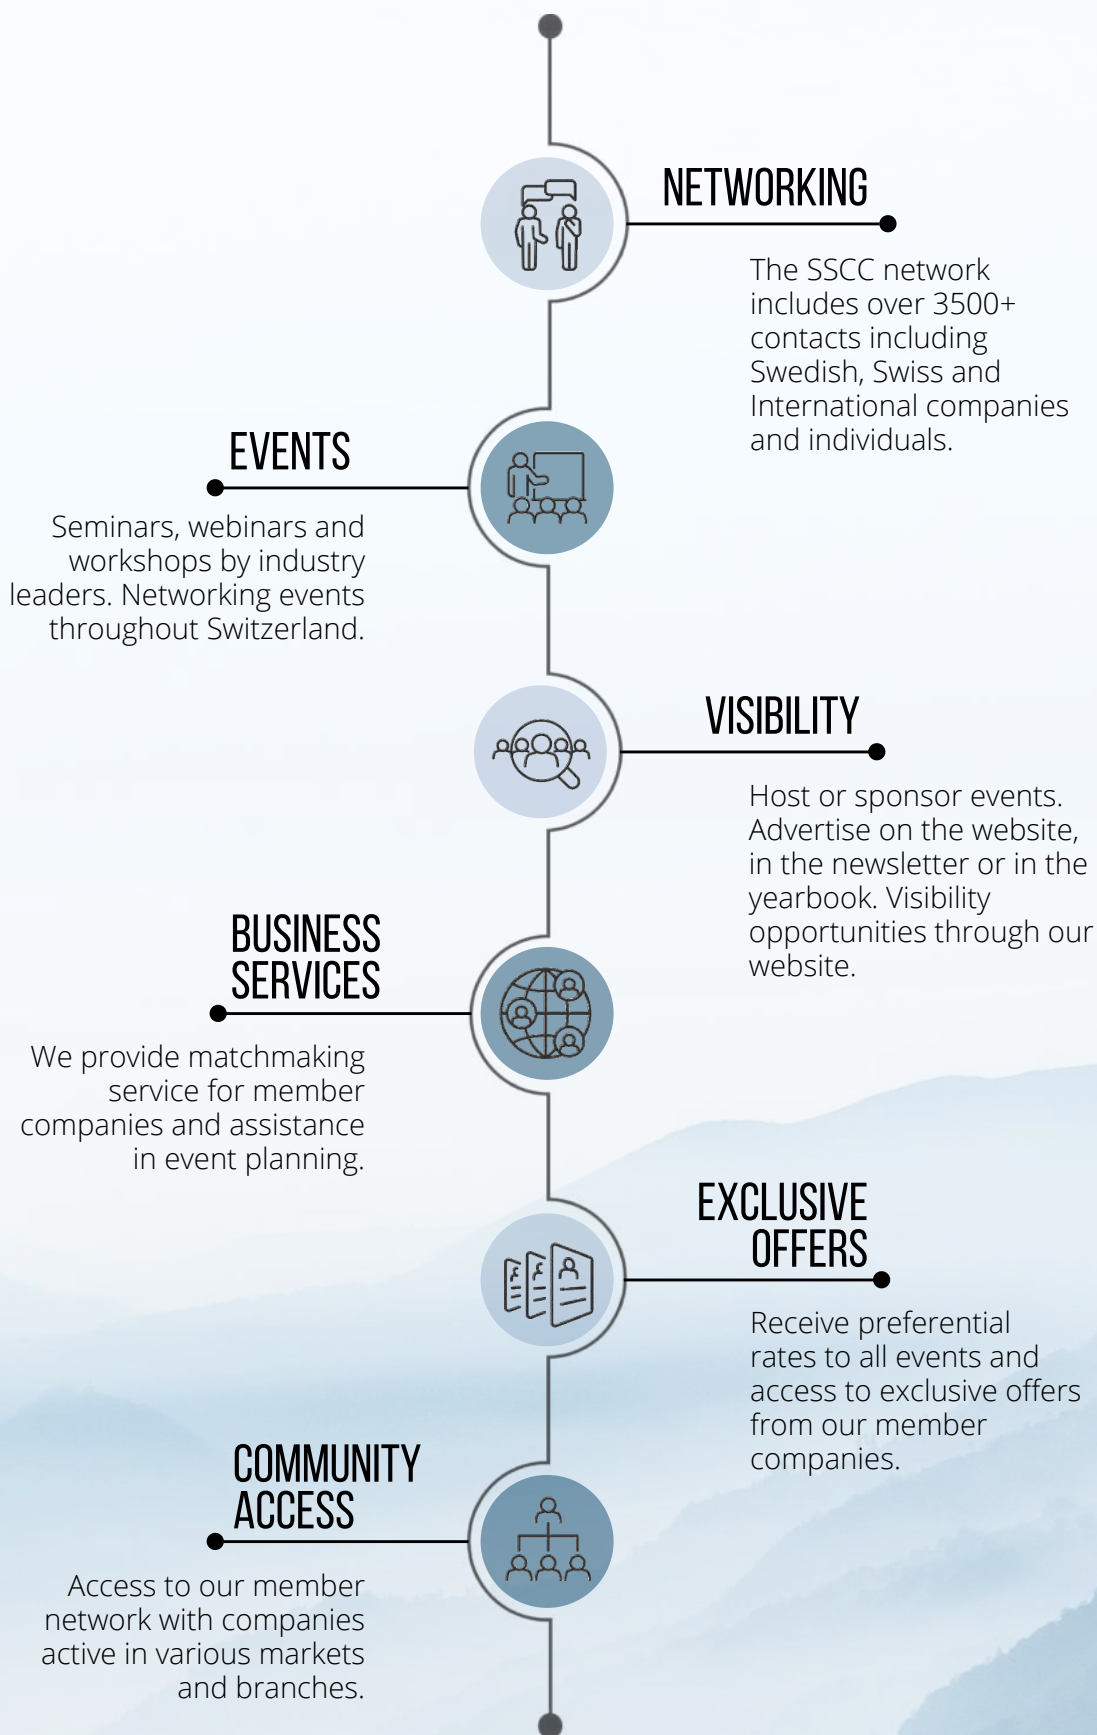 NETWORKING
The SSCC network
includes over 3500+
contacts including
Swedish, Swiss and
International companies
and individuals.
EVENTS
Seminars, webinars and
workshops by industry
leaders. Networking events
throughout Switzerland.
VISIBILITY
Host or sponsor events.
Advertise on the website,
in the newsletter or in the
yearbook. Visibility
opportunities through our
website.
BUSINESS
SERVICES
We provide matchmaking
service for member
companies and assistance
in event planning.
EXCLUSIVE
OFFERS
Receive preferential
rates to all events and
access to exclusive offers
from our member
companies.
COMMUNITY
ACCESS
Access to our member
network with companies
active in various markets
and branches.